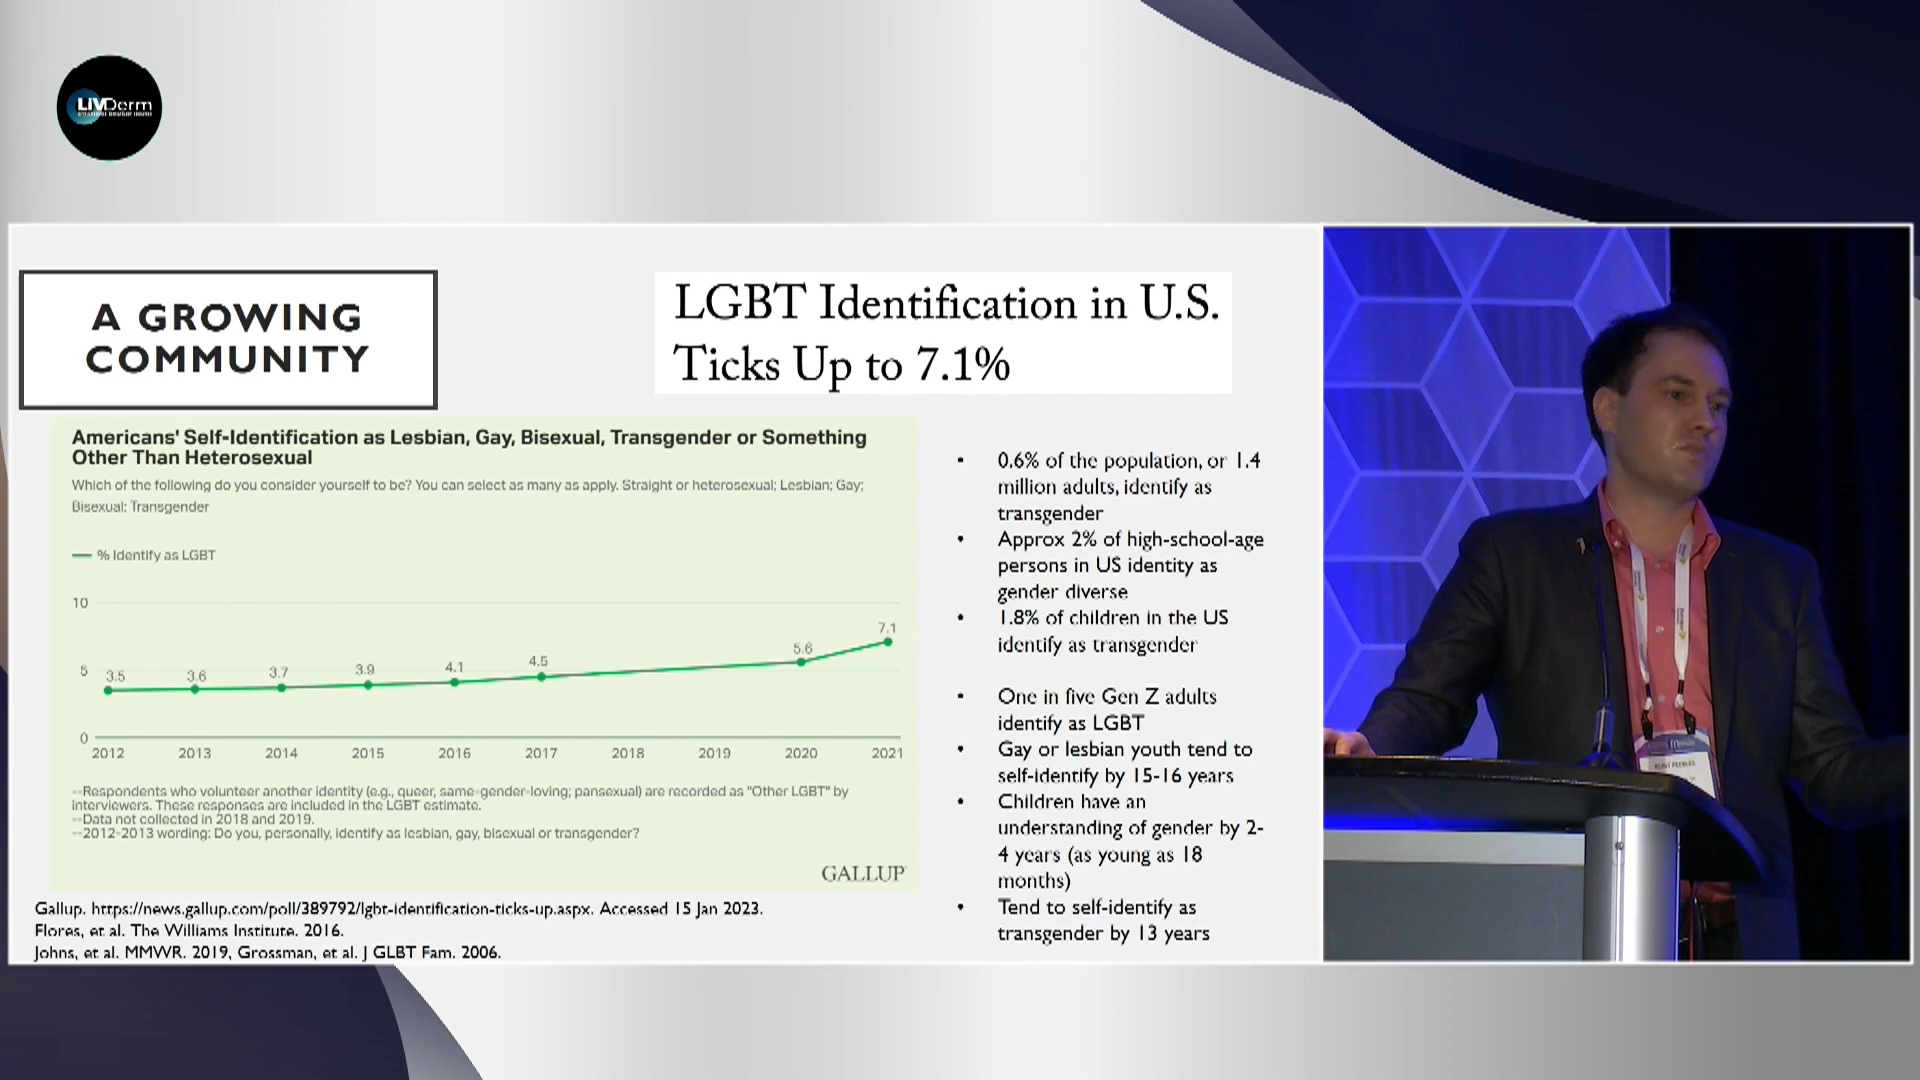 LIVDerm
A GROWING
COMMUNITY
LGBT Identification in U.S.
Ticks Up to 7.1%
Americans' Self-Identification as Lesbian, Gay, Bisexual, Transgender or Something
Other Than Heterosexual
Which of the following do you consider yourself to be? You can select as many as apply. Straight or heterosexual; Lesbian; Gay;
Bisexual; Transgender
% Identify as LGBT
10
5
0
3.5
3.6
3.7
3.9
4.1
4.5
5.6
7.1
2012
2013
2014
2015
2016
2017
2018
2019
2020
2021
--Respondents who volunteer another identity (e.g., queer, same-gender-loving; pansexual) are recorded as "Other LGBT" by
interviewers. These responses are included in the LGBT estimate.
--Data not collected in 2018 and 2019.
--2012-2013 wording: Do you, personally, identify as lesbian, gay, bisexual or transgender?
GALLUP
Gallup. https://news.gallup.com/poll/389792/lgbt-identification-ticks-up.aspx. Accessed 15 Jan 2023.
Flores, et al. The Williams Institute. 2016.
Johns, et al. MMWR. 2019, Grossman, et al. J GLBT Fam. 2006.
• 0.6% of the population, or 1.4
million adults, identify as
transgender
• Approx 2% of high-school-age
persons in US identity as
gender diverse
• 1.8% of children in the US
identify as transgender
• One in five Gen Z adults
identify as LGBT
• Gay or lesbian youth tend to
self-identify by 15-16 years
• Children have an
understanding of gender by 2-
4 years (as young as 18
months)
• Tend to self-identify as
transgender by 13 years
KLINT PEEBLES